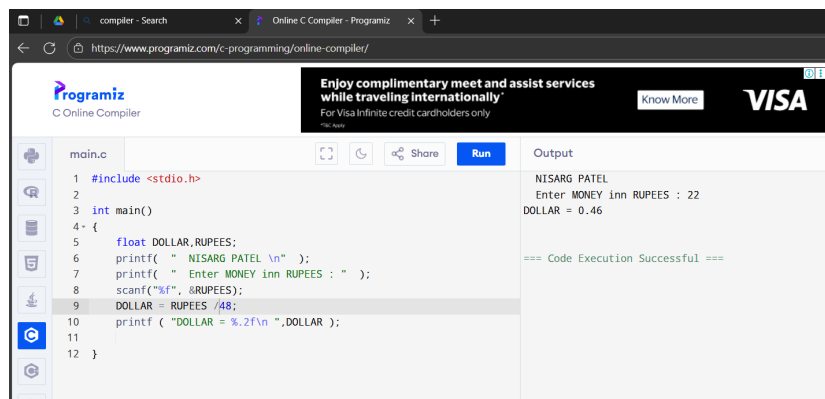 compiler - Search
Online C Compiler - Programiz
https://www.programiz.com/c-programming/online-compiler/
Programiz
C Online Compiler
Enjoy complimentary meet and assist services
while traveling internationally*
For Visa Infinite credit cardholders only
*T&C Apply
Know More
VISA
main.c
Share
Run
Output
1 #include <stdio.h>
2
3 int main()
4 {
5     float DOLLAR,RUPEES;
6     printf(  "  NISARG PATEL \n"  );
7     printf(  "  Enter MONEY inn RUPEES : "  );
8     scanf("%f", &RUPEES);
9     DOLLAR = RUPEES /48;
10     printf ( "DOLLAR = %.2f\n ",DOLLAR );
11
12 }
NISARG PATEL
Enter MONEY inn RUPEES : 22
DOLLAR = 0.46
=== Code Execution Successful ===